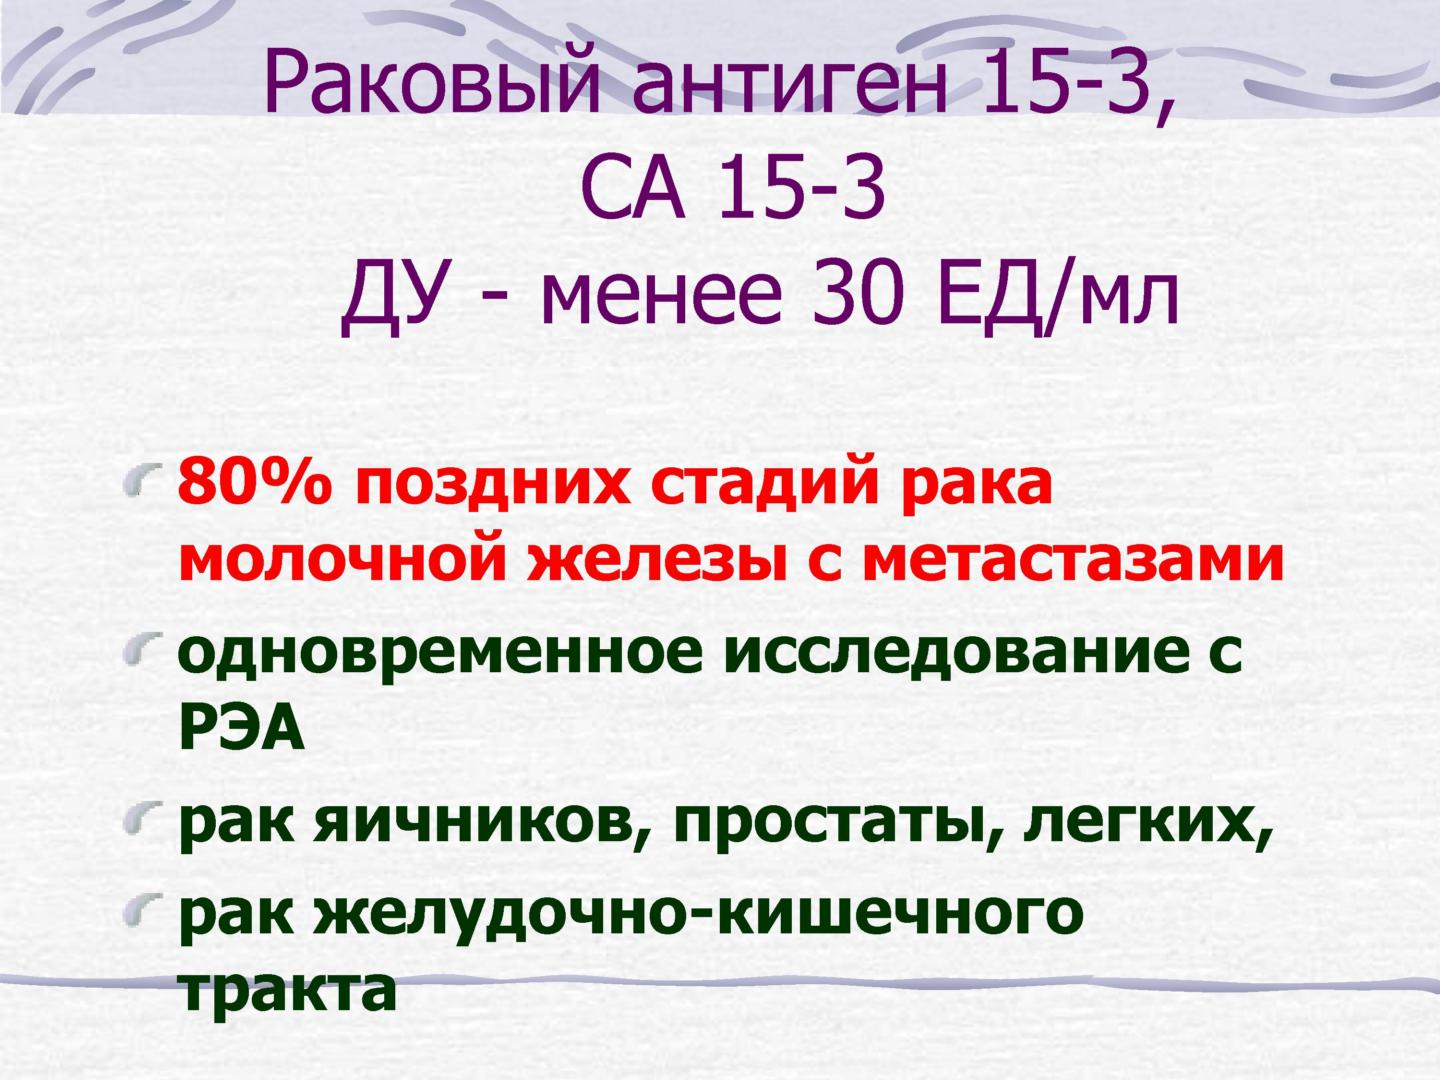 Раковый антиген 15-3,
СА 15-3
ДУ - менее 30 ЕД/мл
80% поздних стадий рака
молочной железы с метастазами
одновременное исследование с
РЭА
рак яичников, простаты, легких,
рак желудочно-кишечного
тракта